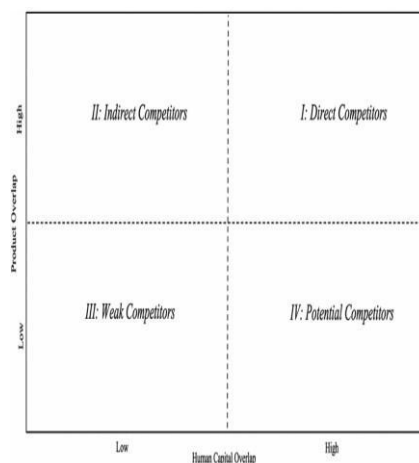 High
II: Indirect Competitors
I: Direct Competitors
Product Overlap
III: Weak Competitors
IV: Potential Competitors
Low
Low
High
Human Capital Overlap